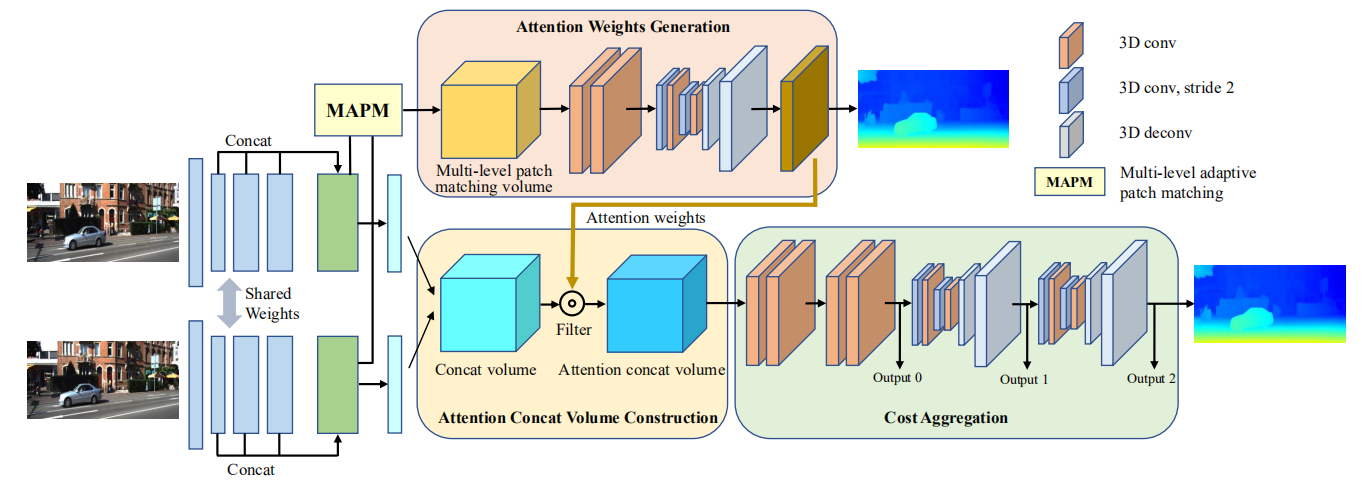 Attention Weights Generation
MAPM
Concat
Multi-level patch
matching volume
3D conv
3D conv, stride 2
3D deconv
MAPM
Multi-level adaptive
patch matching
Attention weights
Shared
Weights
Filter
Concat volume
Attention concat volume
Attention Concat Volume Construction
Output 0
Output 1
Output 2
Cost Aggregation
Concat